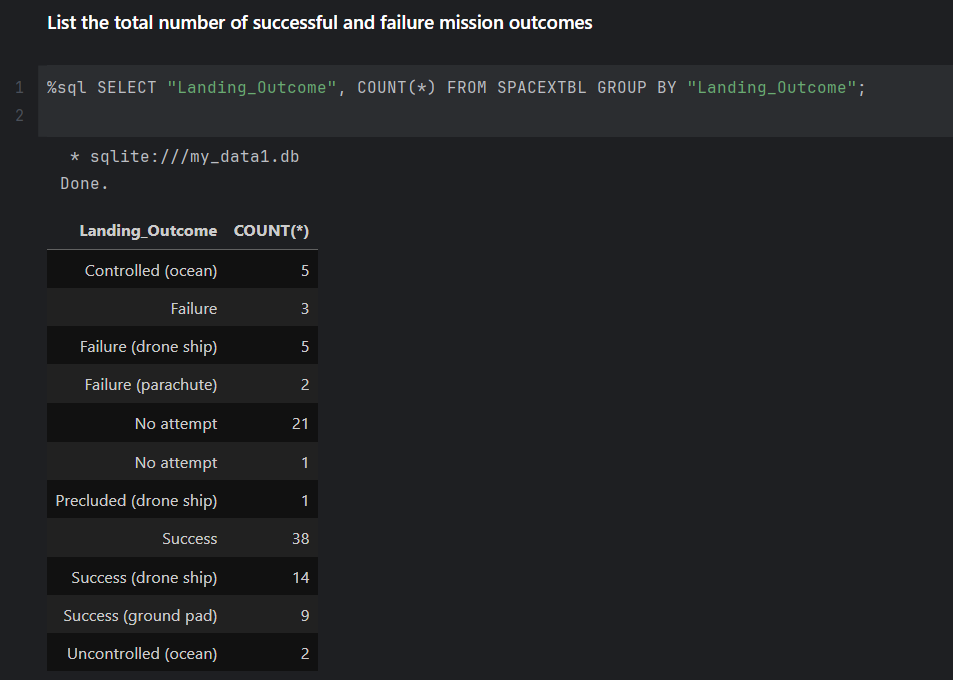 List the total number of successful and failure mission outcomes
1 %sql SELECT "Landing_Outcome", COUNT(*) FROM SPACEXTBL GROUP BY "Landing_Outcome";
2
* sqlite:///my_data1.db
Done.
Landing_Outcome COUNT(*)
Controlled (ocean) 5
Failure 3
Failure (drone ship) 5
Failure (parachute) 2
No attempt 21
No attempt 1
Precluded (drone ship) 1
Success 38
Success (drone ship) 14
Success (ground pad) 9
Uncontrolled (ocean) 2